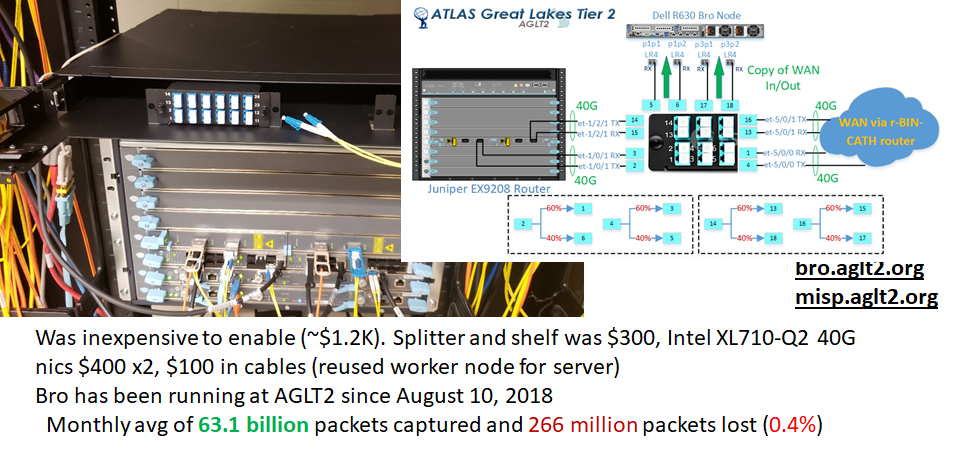 ATLAS Great Lakes Tier 2
AGLT2
Dell R630 Bro Node
p1p1 p1p2 p3p1 p3p2
LR4 LR4 LR4 LR4
RX RX RX RX
Copy of WAN
In/Out
5 6 17 18
40G
40G
et-1/2/1 TX 14
et-1/2/1 RX 15
et-1/0/1 RX 3
et-1/0/1 TX 2
40G
14
13
2
1
16 et-5/0/1 TX
13 et-5/0/1 RX
1 et-5/0/0 RX
4 et-5/0/0 TX
40G
WAN via r-BIN-
CATH router
Juniper EX9208 Router
2 60% 1 40% 6
4 60% 3 40% 5
14 60% 13 40% 18
16 60% 15 40% 17
bro.aglt2.org
misp.aglt2.org
Was inexpensive to enable (~$1.2K). Splitter and shelf was $300, Intel XL710-Q2 40G
nics $400 x2, $100 in cables (reused worker node for server)
Bro has been running at AGLT2 since August 10, 2018
Monthly avg of 63.1 billion packets captured and 266 million packets lost (0.4%)